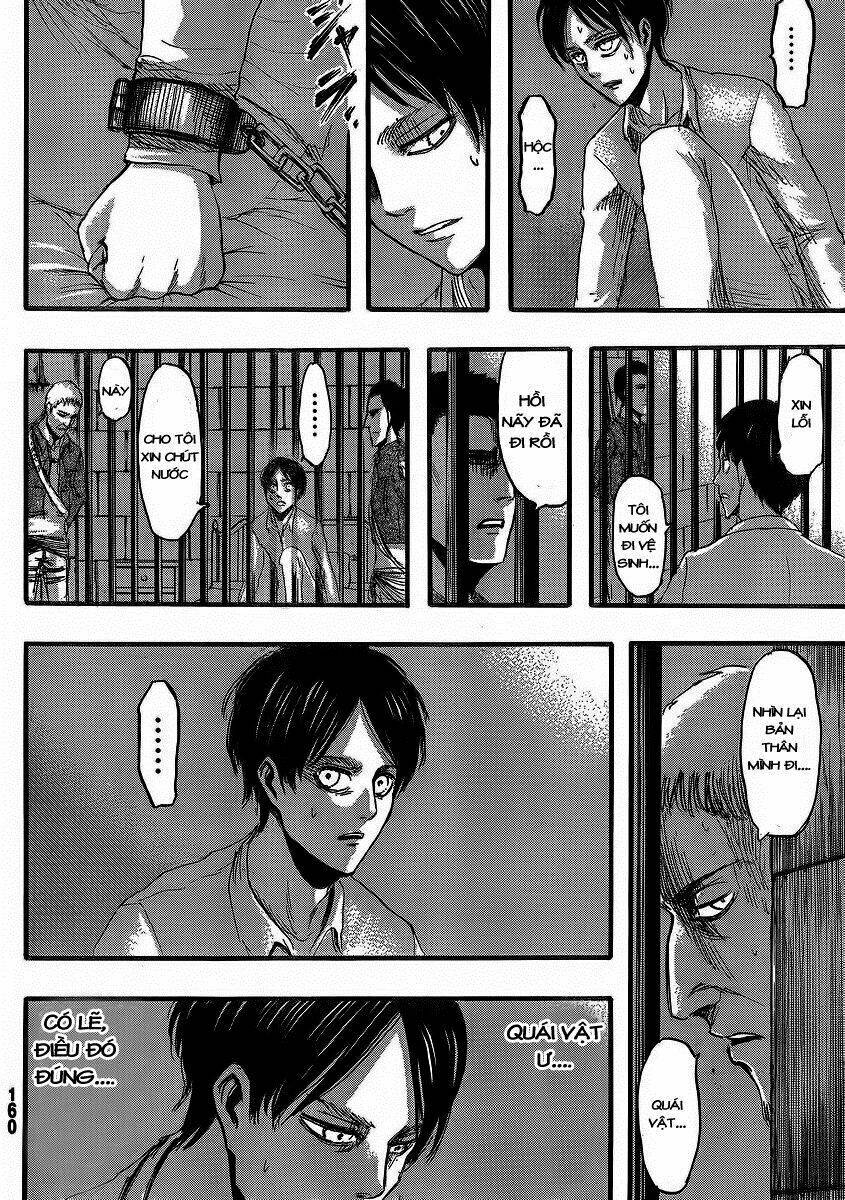 .....
HỘC
...
XIN
LỖI
TÔI
MUỐN
ĐI VỆ
SINH...
HỒI
NÃY ĐÃ
ĐI RỒI
.....
CHO TÔI
XIN CHÚT
NƯỚC
NÀY
NHÌN LẠI
BẢN
THÂN
MÌNH ĐI....
QUÁI
VẬT...
.....
QUÁI VẬT
Ư....
CÓ LẼ,
ĐIỀU ĐÓ
ĐÚNG....
160